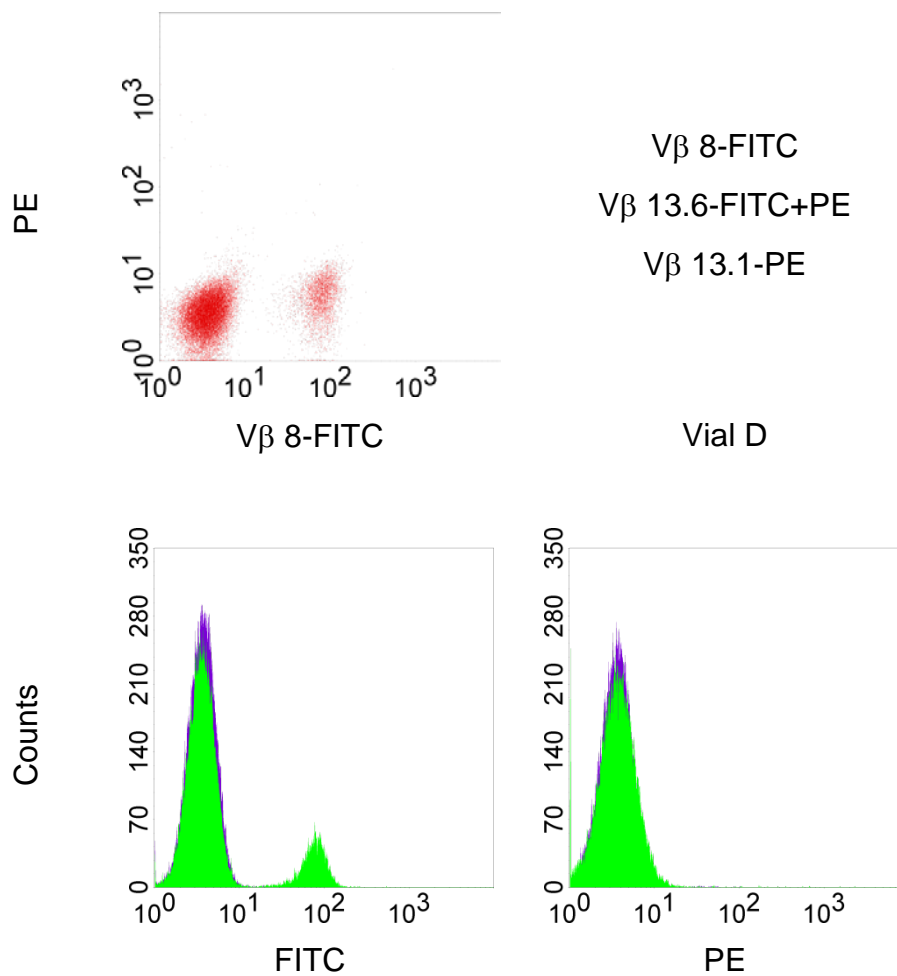 PE
10³
10²
10¹
10⁰
10⁰ 10¹ 10² 10³
Vβ 8-FITC
Vβ 8-FITC
Vβ 13.6-FITC+PE
Vβ 13.1-PE
Vial D
Counts
350
280
210
140
70
0
10⁰ 10¹ 10² 10³
FITC
350
280
210
140
70
0
10⁰ 10¹ 10² 10³
PE